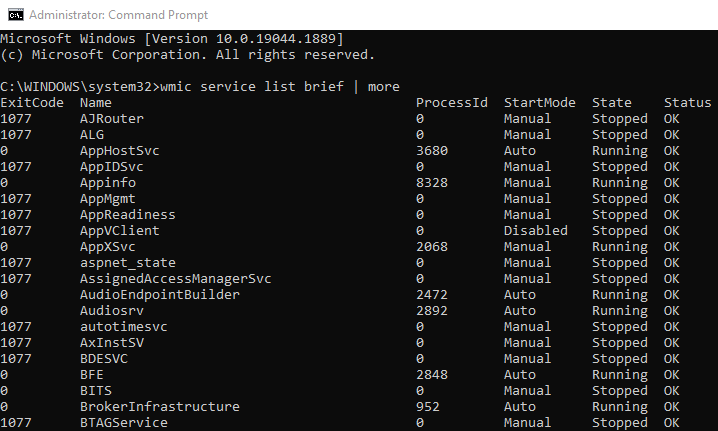 Administrator: Command Prompt
Microsoft Windows [Version 10.0.19044.1889]
(c) Microsoft Corporation. All rights reserved.
C:\WINDOWS\system32>wmic service list brief | more
ExitCode Name ProcessId StartMode State Status
1077 AJRouter 0 Manual Stopped OK
1077 ALG 0 Manual Stopped OK
0 AppHostSvc 3680 Auto Running OK
1077 AppIDSvc 0 Manual Stopped OK
0 Appinfo 8328 Manual Running OK
1077 AppMgmt 0 Manual Stopped OK
1077 AppReadiness 0 Manual Stopped OK
1077 AppVClient 0 Disabled Stopped OK
0 AppXSvc 2068 Manual Running OK
1077 aspnet_state 0 Manual Stopped OK
1077 AssignedAccessManagerSvc 0 Manual Stopped OK
0 AudioEndpointBuilder 2472 Auto Running OK
0 Audiosrv 2892 Auto Running OK
1077 autotimesvc 0 Manual Stopped OK
1077 AxInstSV 0 Manual Stopped OK
1077 BDESVC 0 Manual Stopped OK
0 BFE 2848 Auto Running OK
0 BITS 0 Manual Stopped OK
0 BrokerInfrastructure 952 Auto Running OK
1077 BTAGService 0 Manual Stopped OK